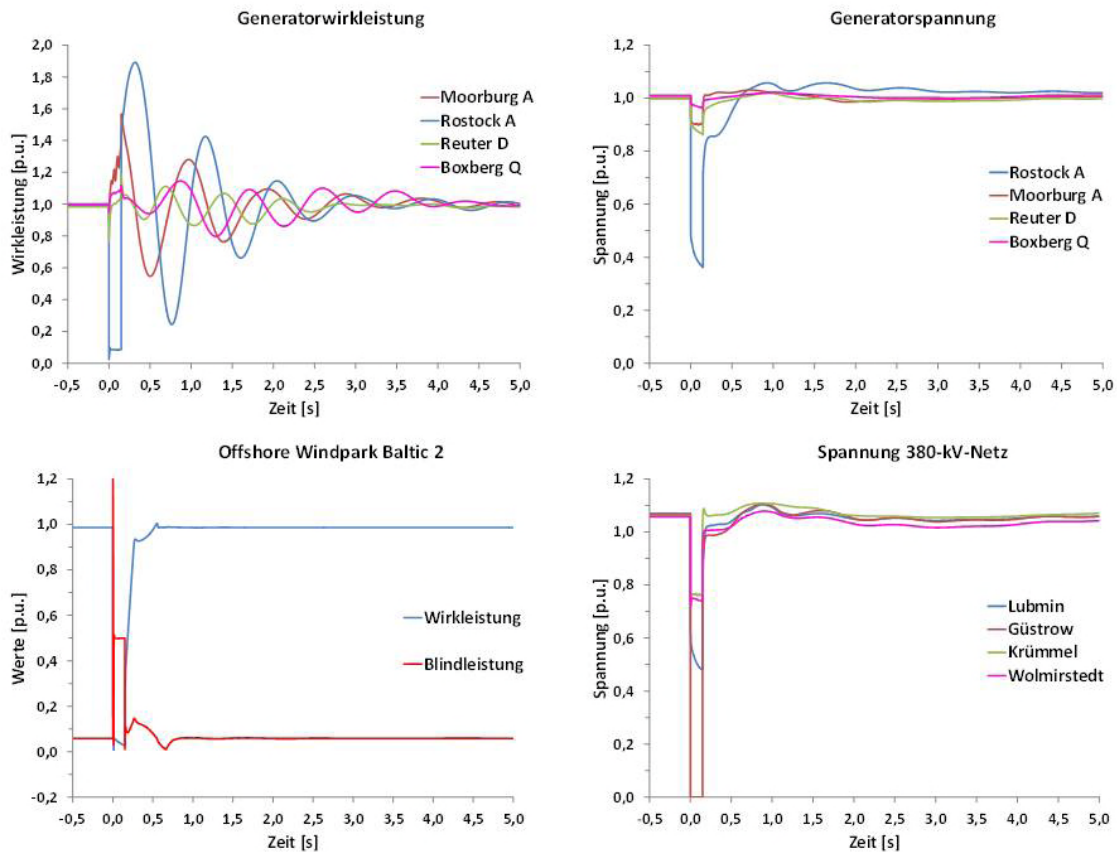 Generatorwirkleistung
Wirkleistung [p.u.]
2,0
1,8
1,6
1,4
1,2
1,0
0,8
0,6
0,4
0,2
0,0
-0,5 0,0 0,5 1,0 1,5 2,0 2,5 3,0 3,5 4,0 4,5 5,0
Zeit [s]
Moorburg A
Rostock A
Reuter D
Boxberg Q
Generatorspannung
Spannung [p.u.]
1,2
1,0
0,8
0,6
0,4
0,2
0,0
-0,5 0,0 0,5 1,0 1,5 2,0 2,5 3,0 3,5 4,0 4,5 5,0
Zeit [s]
Rostock A
Moorburg A
Reuter D
Boxberg Q
Offshore Windpark Baltic 2
Werte [p.u.]
1,2
1,0
0,8
0,6
0,4
0,2
0,0
-0,2
-0,5 0,0 0,5 1,0 1,5 2,0 2,5 3,0 3,5 4,0 4,5 5,0
Zeit [s]
Wirkleistung
Blindleistung
Spannung 380-kV-Netz
Spannung [p.u.]
1,2
1,0
0,8
0,6
0,4
0,2
0,0
-0,5 0,0 0,5 1,0 1,5 2,0 2,5 3,0 3,5 4,0 4,5 5,0
Zeit [s]
Lubmin
Güstrow
Krümmel
Wolmirstedt